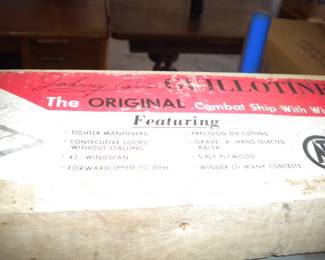 GUILLOTINE
The ORIGINAL Combat Ship With
Featuring
· TIGHTER MANEUVERS
· CONSECUTIVE LOOPS
WITHOUT STALLING
· 42" WINGSPAN
· FORWARD SPEED 110 MPH
· PRECISION DIE CUTTING
· GRADE A HAND SELECTED
BALSA
· 5 PLY PLYWOOD
· WINNER OF MANY CONTESTS